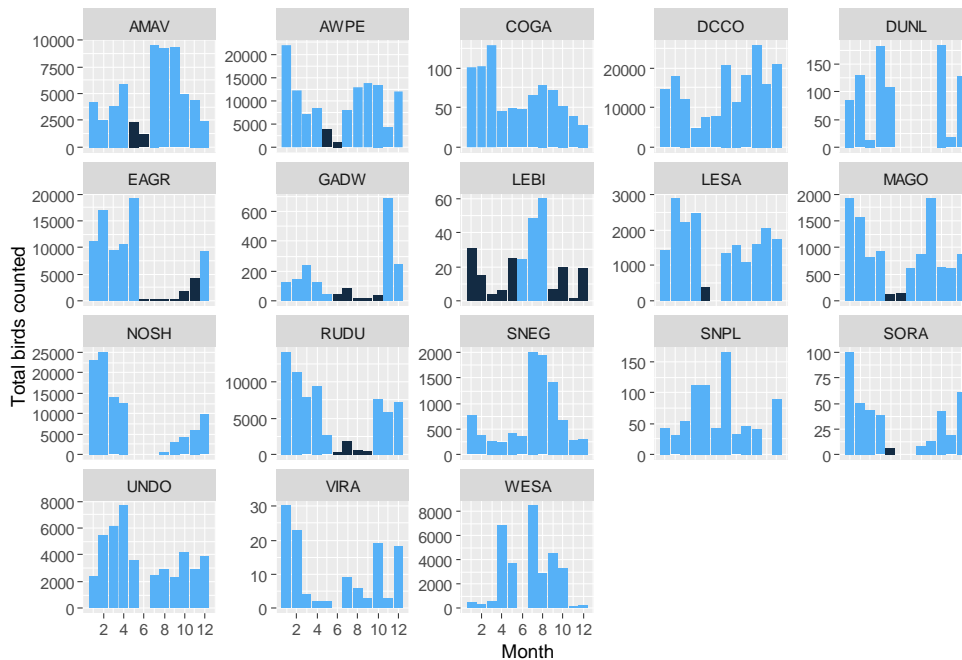 AMAV AWPE COGA DCCO DUNL
10000 7500 5000 2500 0
20000 15000 10000 5000 0
100 50 0
20000 10000 0
150 100 50 0
EAGR GADW LEBI LESA MAGO
20000 15000 10000 5000 0
600 400 200 0
60 40 20 0
3000 2000 1000 0
2000 1500 1000 500 0
NOSH RUDU SNEG SNPL SORA
25000 20000 15000 10000 5000 0
10000 5000 0
2000 1500 1000 500 0
150 100 50 0
100 75 50 25 0
UNDO VIRA WESA
8000 6000 4000 2000 0
30 20 10 0
8000 6000 4000 2000 0
2 4 6 8 10 12
2 4 6 8 10 12
2 4 6 8 10 12
Total birds counted
Month